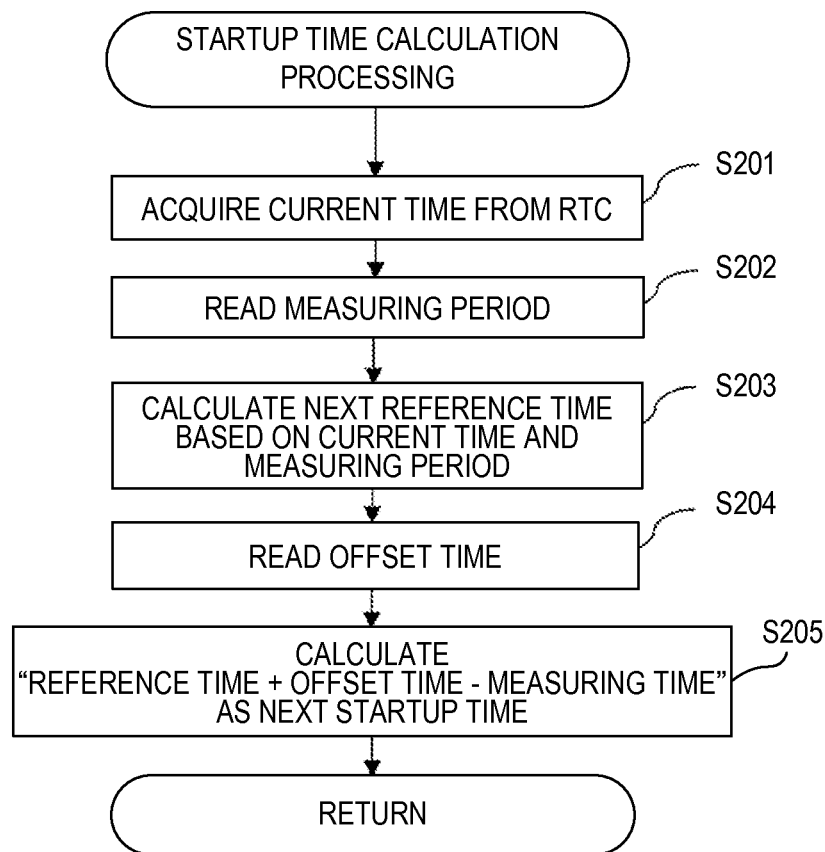 STARTUP TIME CALCULATION
PROCESSING
S201
ACQUIRE CURRENT TIME FROM RTC
S202
READ MEASURING PERIOD
S203
CALCULATE NEXT REFERENCE TIME
BASED ON CURRENT TIME AND
MEASURING PERIOD
S204
READ OFFSET TIME
S205
CALCULATE
“REFERENCE TIME + OFFSET TIME - MEASURING TIME”
AS NEXT STARTUP TIME
RETURN